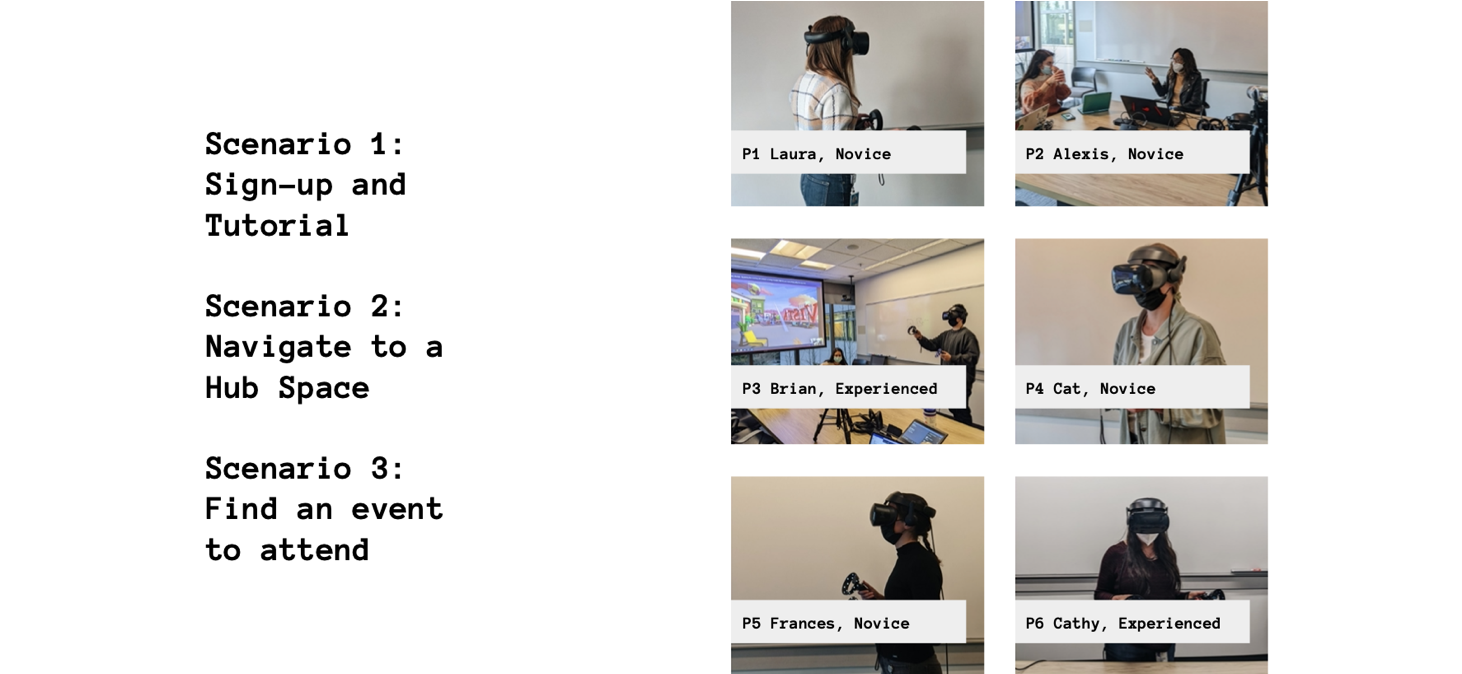 Scenario 1:
Sign-up and
Tutorial
Scenario 2:
Navigate to a
Hub Space
Scenario 3:
Find an event
to attend
P1 Laura, Novice
P2 Alexis, Novice
P3 Brian, Experienced
P4 Cat, Novice
P5 Frances, Novice
P6 Cathy, Experienced